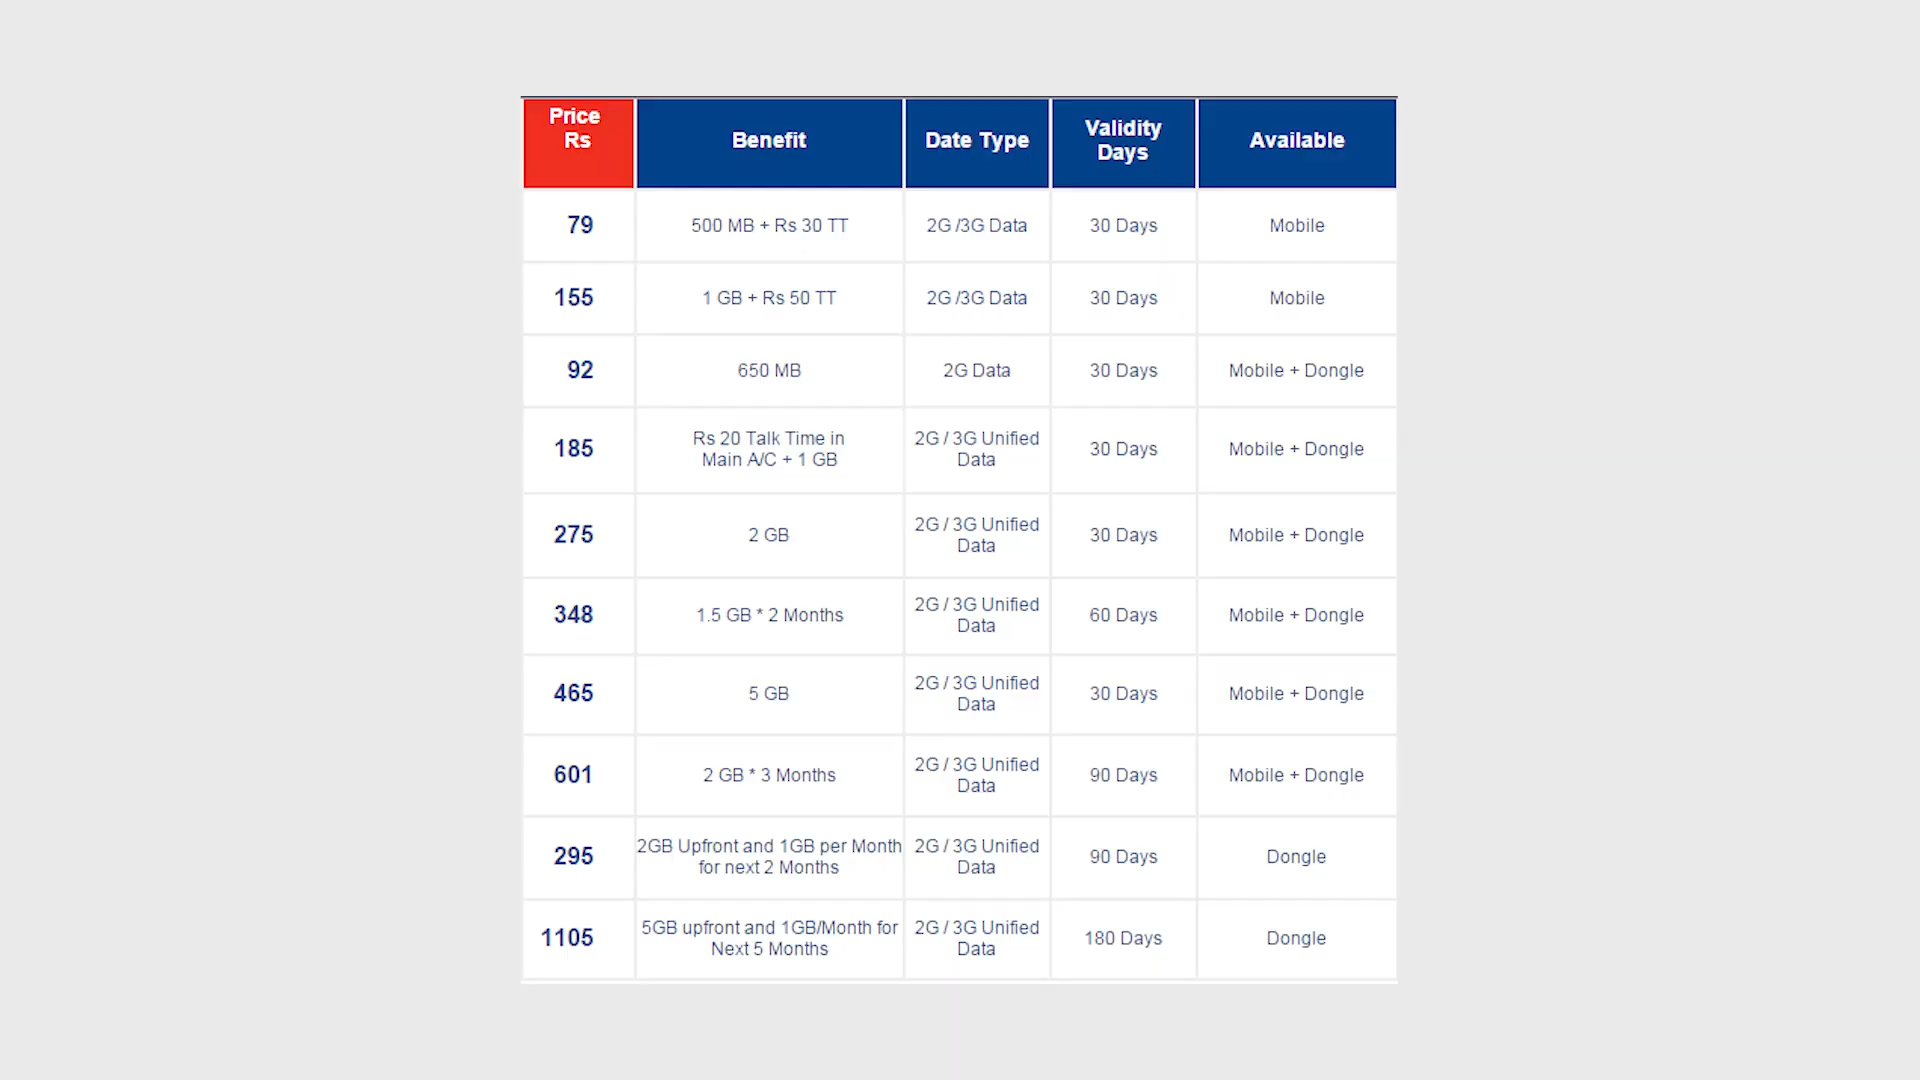 Price Rs
Benefit
Date Type
Validity Days
Available
79
500 MB + Rs 30 TT
2G /3G Data
30 Days
Mobile
155
1 GB + Rs 50 TT
2G /3G Data
30 Days
Mobile
92
650 MB
2G Data
30 Days
Mobile + Dongle
185
Rs 20 Talk Time in
Main A/C + 1 GB
2G / 3G Unified
Data
30 Days
Mobile + Dongle
275
2 GB
2G / 3G Unified
Data
30 Days
Mobile + Dongle
348
1.5 GB * 2 Months
2G / 3G Unified
Data
60 Days
Mobile + Dongle
465
5 GB
2G / 3G Unified
Data
30 Days
Mobile + Dongle
601
2 GB * 3 Months
2G / 3G Unified
Data
90 Days
Mobile + Dongle
295
2GB Upfront and 1GB per Month
for next 2 Months
2G / 3G Unified
Data
90 Days
Dongle
1105
5GB upfront and 1GB/Month for
Next 5 Months
2G / 3G Unified
Data
180 Days
Dongle